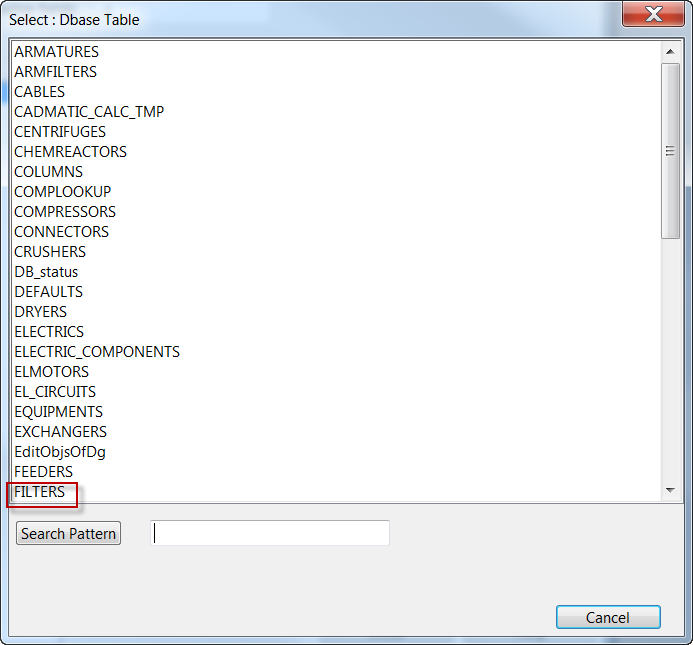 Select : Dbase Table
ARMATURES
ARMFILTERS
CABLES
CADMATIC_CALC_TMP
CENTRIFUGES
CHEMREACTORS
COLUMNS
COMPLOOKUP
COMPRESSORS
CONNECTORS
CRUSHERS
DB_status
DEFAULTS
DRYERS
ELECTRICS
ELECTRIC_COMPONENTS
ELMOTORS
EL_CIRCUITS
EQUIPMENTS
EXCHANGERS
EditObjsOfDg
FEEDERS
FILTERS
Search Pattern
Cancel